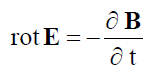 rot E = − ∂ B / ∂ t